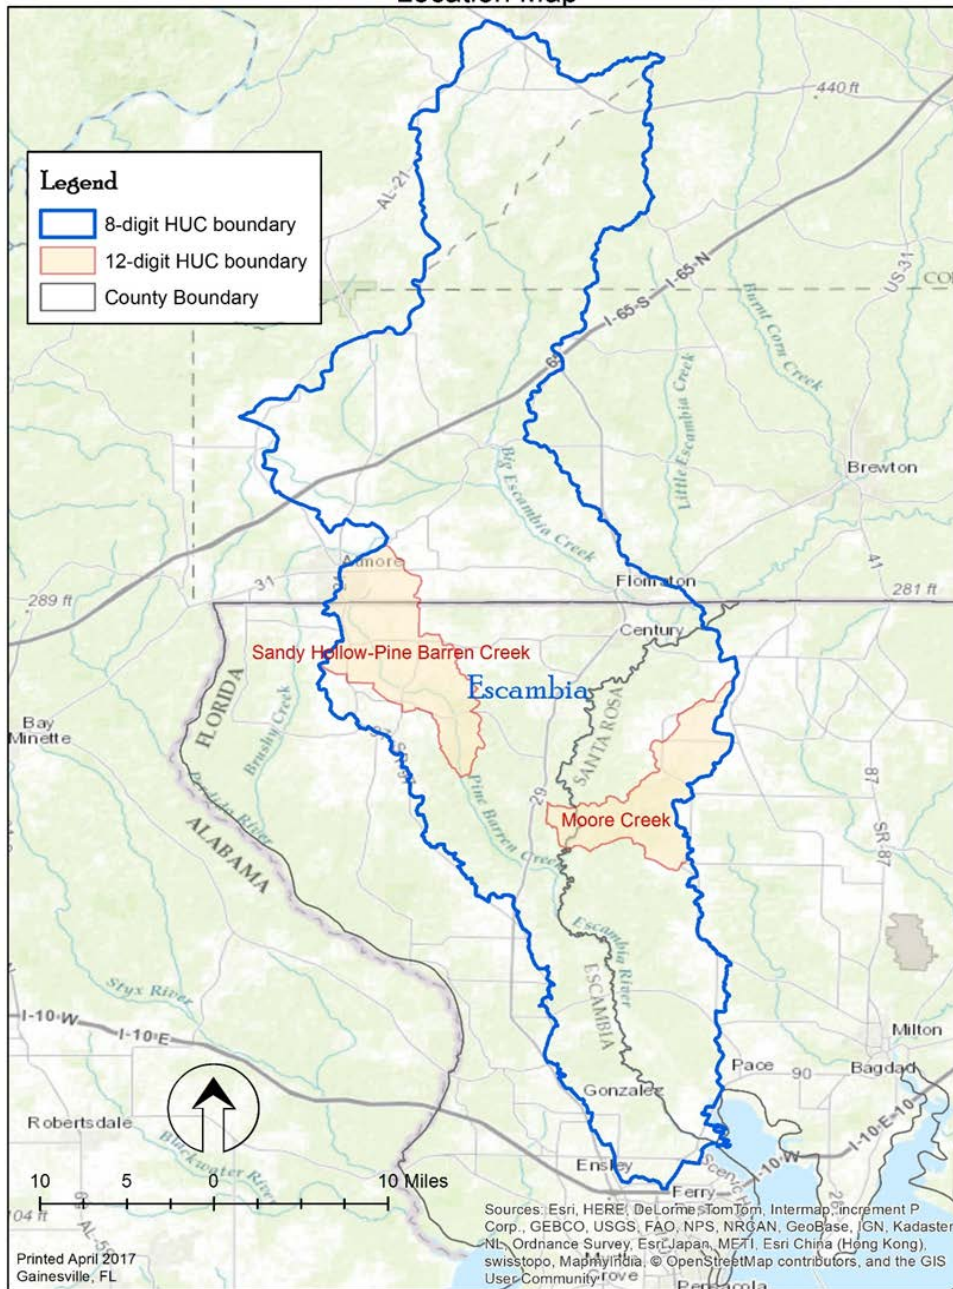 Location Map
440 ft
AL-21
Legend
8-digit HUC boundary
12-digit HUC boundary
County Boundary
I-65-S
I-65-N
US-31
Burnt Corn Creek
65
Little Escambia Creek
Big Escambia Creek
Brewton
41
Atmore
31
Flomaton
289 ft
281 ft
Century
Sandy Hollow-Pine Barren Creek
Escambia
SANTA ROSA
FLORIDA
Brushy Creek
Bay
Minette
Perdido River
ALABAMA
Pine Barren Creek
29
Moore Creek
87
SR-87
Escambia River
ESCAMBIA
Styx River
I-10-W
I-10-E
Milton
Pace
90
Bagdad
Gonzalez
Robertsdale
Blackwater River
Ensley
I-10-W
I-10-E-10
Ferry
10 5 0 10 Miles
Sources: Esri, HERE, DeLorme, TomTom, Intermap, increment P
Corp., GEBCO, USGS, FAO, NPS, NRCAN, GeoBase, IGN, Kadaster
NL, Ordnance Survey, Esri Japan, METI, Esri China (Hong Kong),
swisstopo, MapmyIndia, © OpenStreetMap contributors, and the GIS
User Community
Printed April 2017
Gainesville, FL
Grove
Pensacola